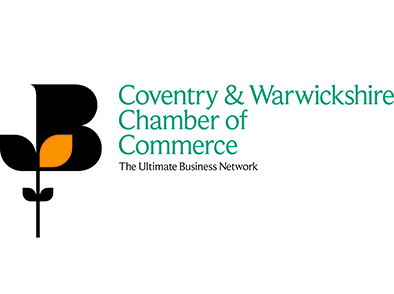 B
Coventry & Warwickshire
Chamber of
Commerce
The Ultimate Business Network